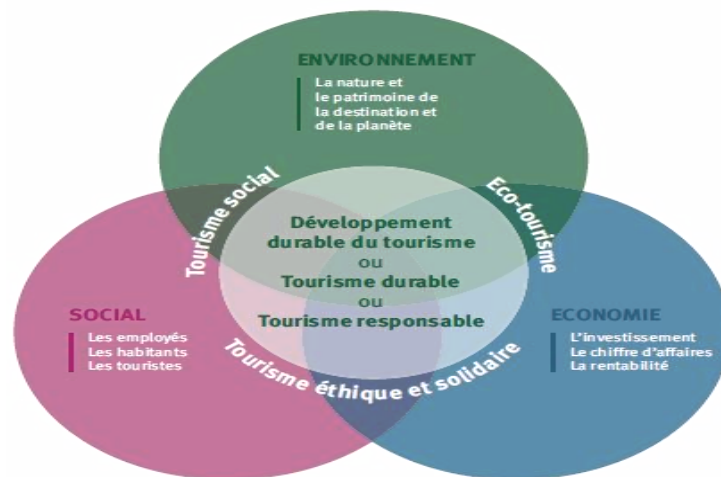 ENVIRONNEMENT
La nature et
le patrimoine de
la destination et
de la planète
Tourisme social
Eco-tourisme
Développement
durable du tourisme
ou
Tourisme durable
ou
Tourisme responsable
SOCIAL
Les employés
Les habitants
Les touristes
ECONOMIE
L'investissement
Le chiffre d'affaires
La rentabilité
Tourisme éthique et solidaire